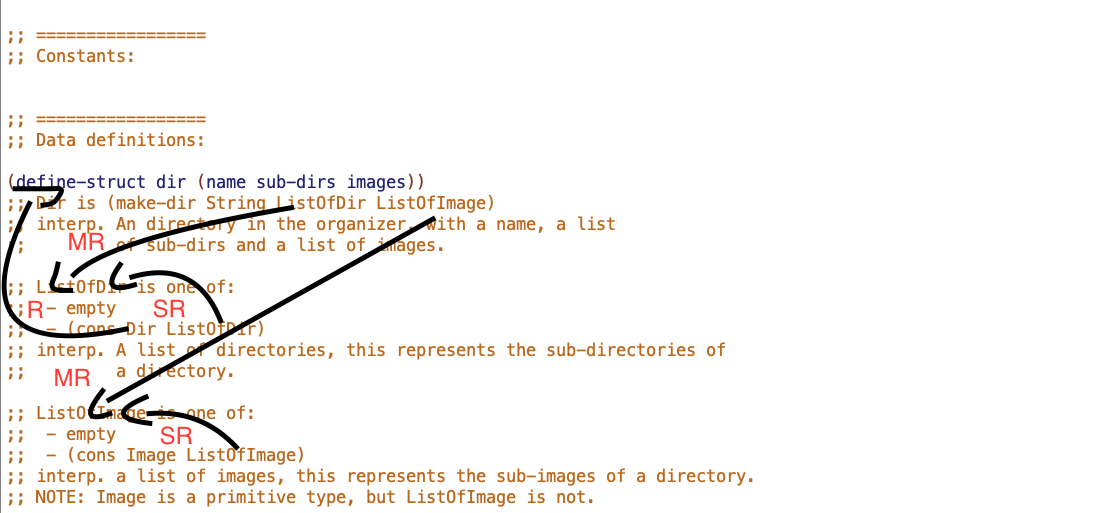 ;; =================
;; Constants:
;; =================
;; Data definitions:
(define-struct dir (name sub-dirs images))
;; Dir is (make-dir String ListOfDir ListOfImage)
;; interp. An directory in the organizer, with a name, a list
MR
;; of sub-dirs and a list of images.
;; ListOfDir is one of:
;; - empty
R
SR
;; - (cons Dir ListOfDir)
;; interp. A list of directories, this represents the sub-directories of
;; a directory.
MR
;; ListOfImage is one of:
;; - empty
SR
;; - (cons Image ListOfImage)
;; interp. a list of images, this represents the sub-images of a directory.
;; NOTE: Image is a primitive type, but ListOfImage is not.